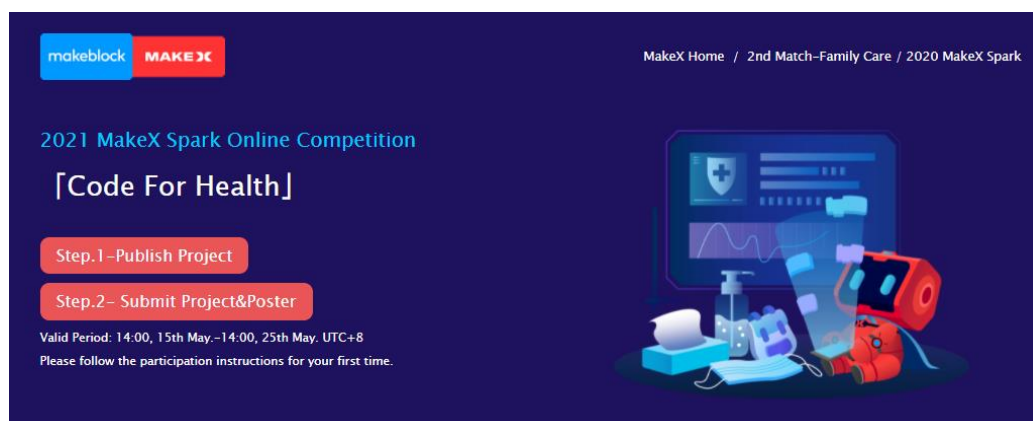 makeblock MAKEX
MakeX Home / 2nd Match-Family Care / 2020 MakeX Spark
2021 MakeX Spark Online Competition
「Code For Health」
Step.1-Publish Project
Step.2- Submit Project&Poster
Valid Period: 14:00, 15th May.-14:00, 25th May. UTC+8
Please follow the participation instructions for your first time.